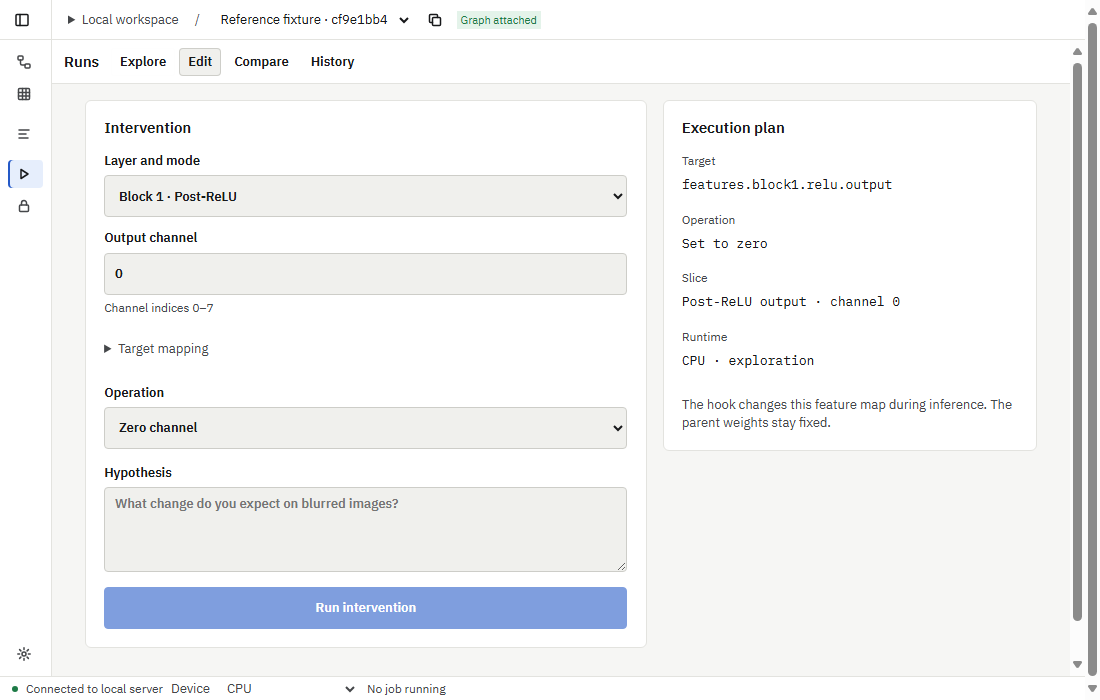 Local workspace / Reference fixture · cf9e1bb4 Graph attached
Runs Explore Edit Compare History
Intervention
Layer and mode
Block 1 · Post-ReLU
Output channel
0
Channel indices 0–7
Target mapping
Operation
Zero channel
Hypothesis
What change do you expect on blurred images?
Run intervention
Execution plan
Target
features.block1.relu.output
Operation
Set to zero
Slice
Post-ReLU output · channel 0
Runtime
CPU · exploration
The hook changes this feature map during inference. The
parent weights stay fixed.
Connected to local server Device CPU No job running